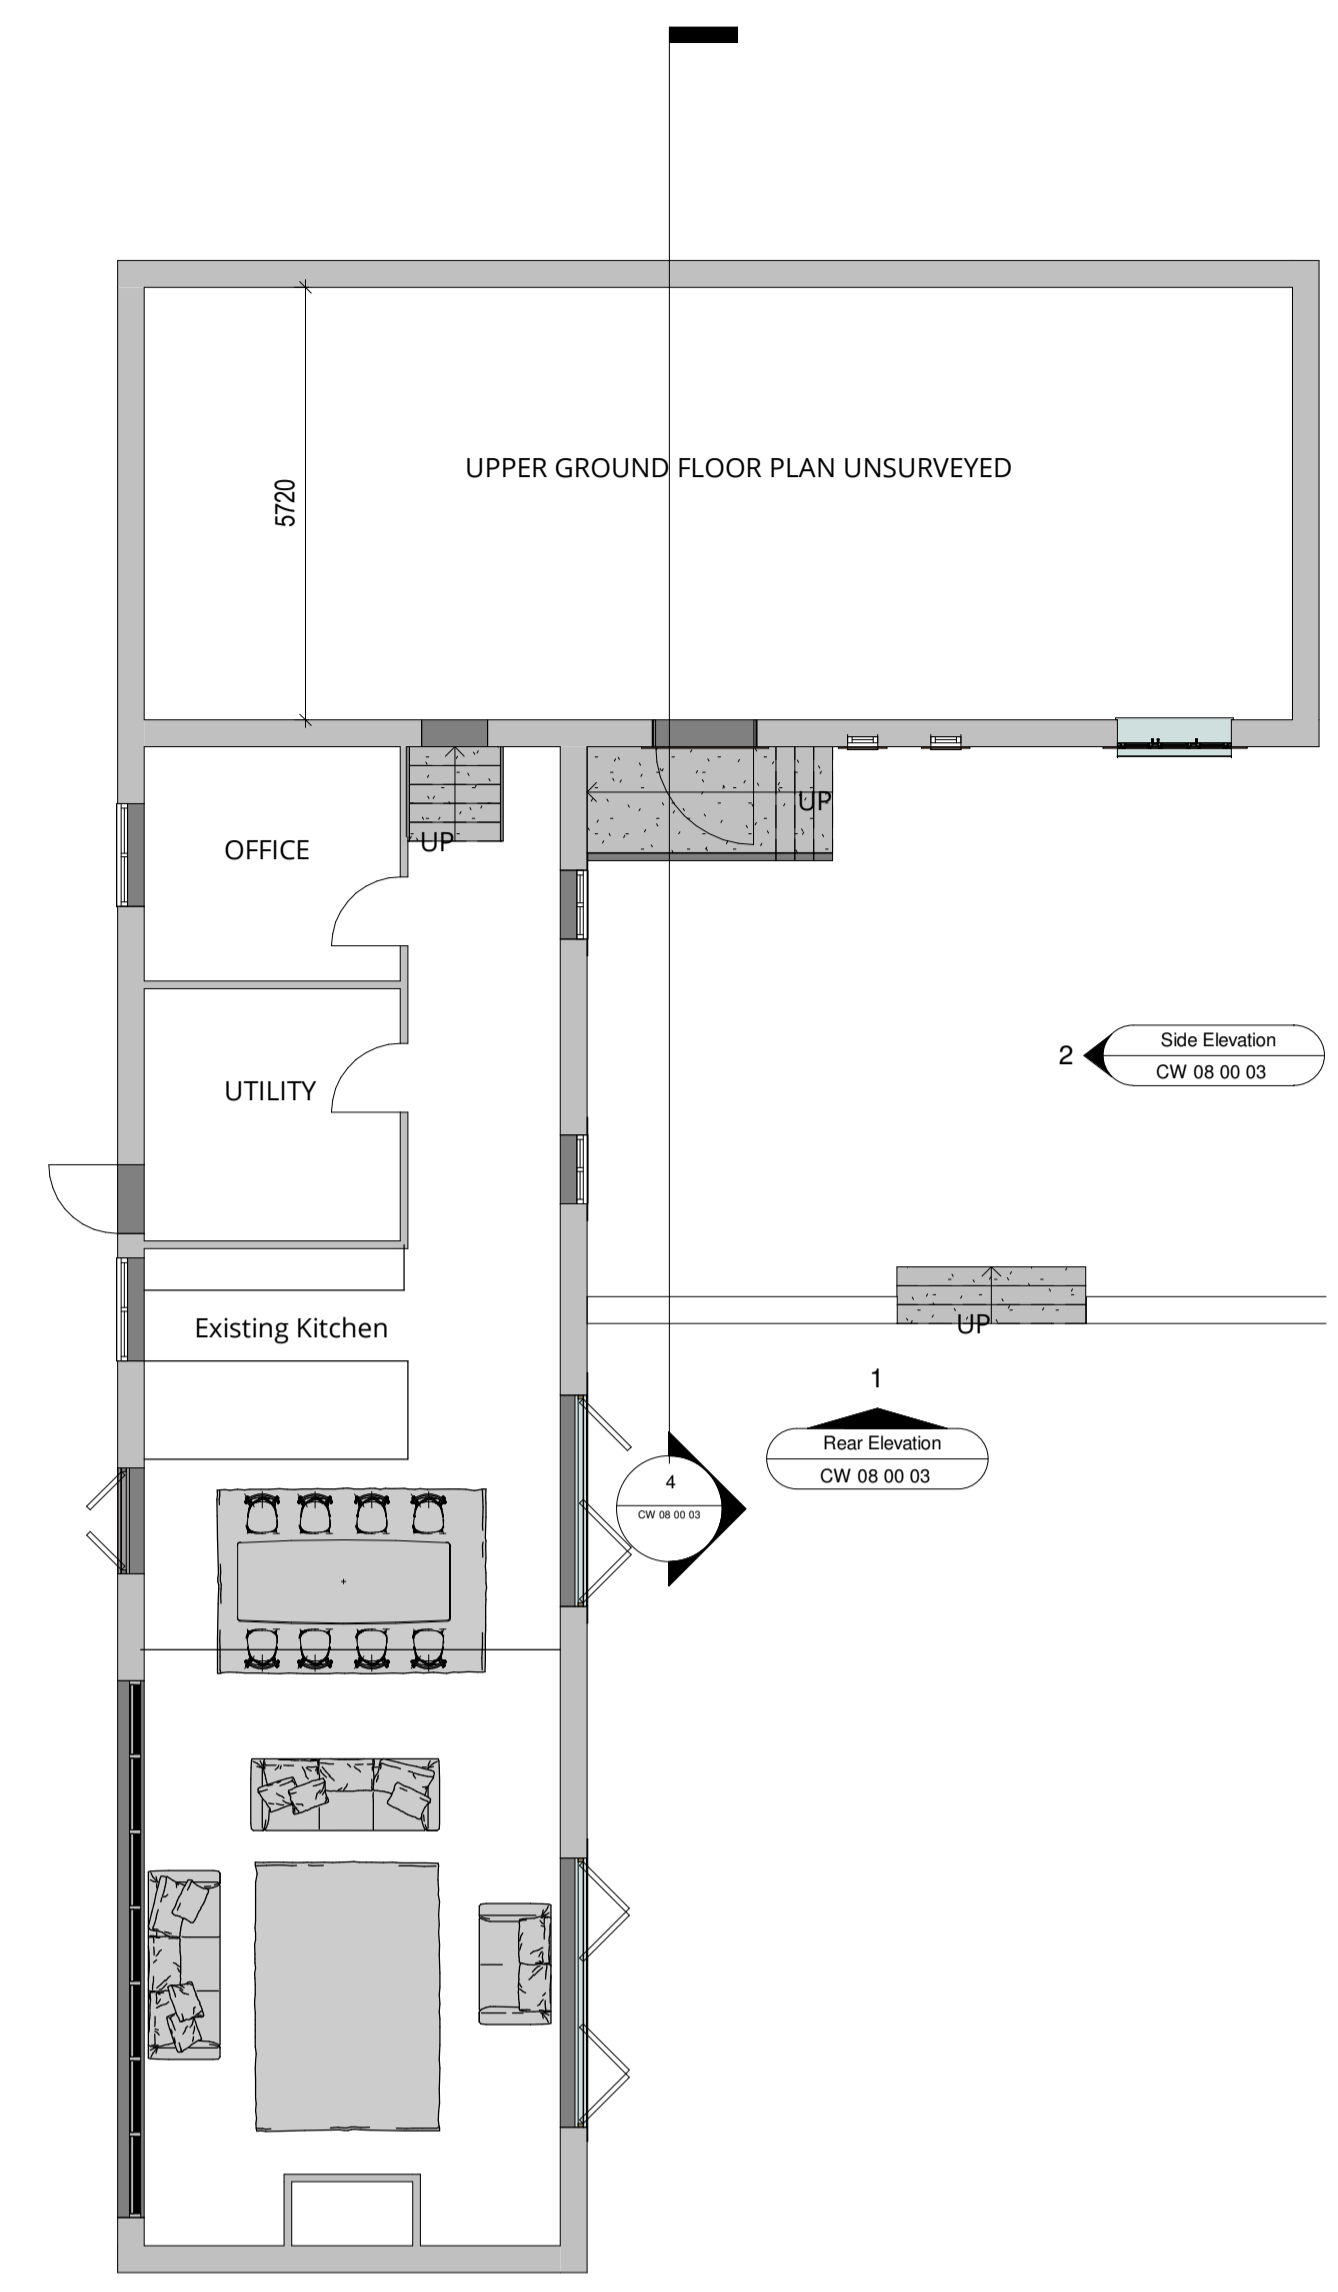 UPPER GROUND FLOOR PLAN UNSURVEYED
5720
UP
UP
OFFICE
Side Elevation
2
CW 08 00 03
UTILITY
UP
Existing Kitchen
1
Rear Elevation
CW 08 00 03
4
CW 08 00 03